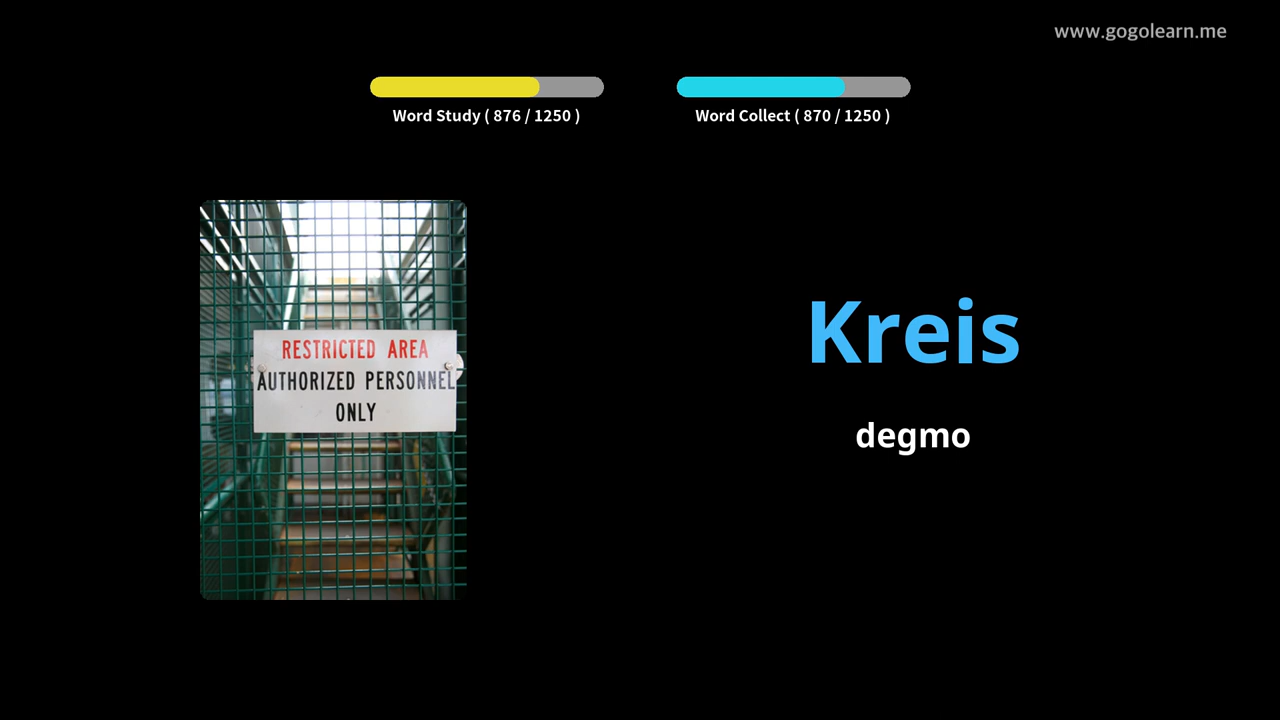 www.gogolearn.me
Word Study ( 876 / 1250 )
Word Collect ( 870 / 1250 )
RESTRICTED AREA
AUTHORIZED PERSONNEL
ONLY
Kreis
degmo